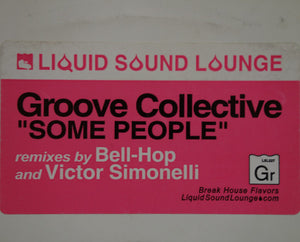 LIQUID SOUND LOUNGE
Groove Collective
"SOME PEOPLE"
remixes by Bell-Hop
and Victor Simonelli
Gr
Break House Flavors
LiquidSoundLounge.com